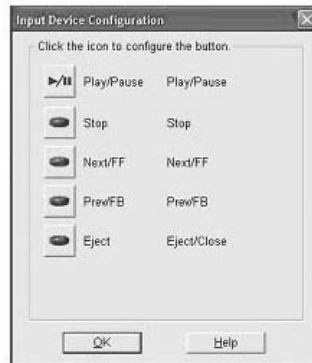 Input Device Configuration
Click the icon to configure the button.
Play/Pause Play/Pause
Stop Stop
Next/FF Next/FF
Prev/FB Prev/FB
Eject Eject/Close
OK Help